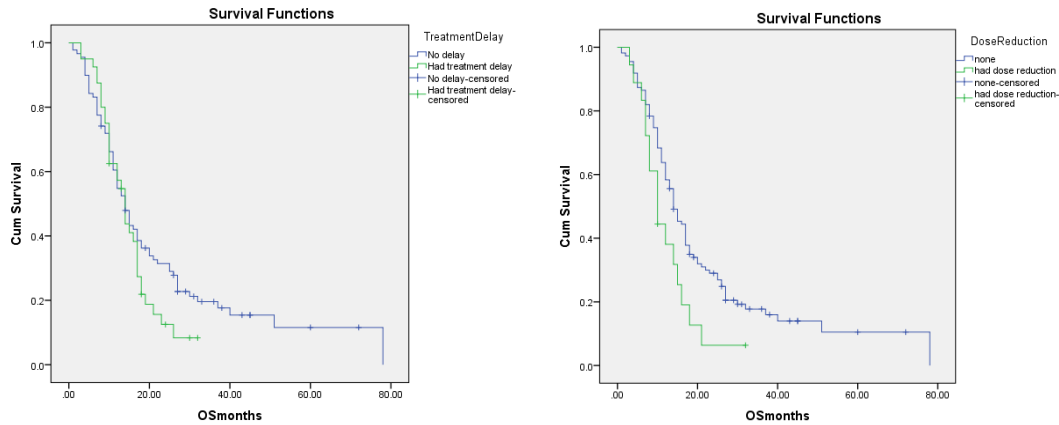 Survival Functions
TreatmentDelay
No delay
Had treatment delay
No delay-censored
Had treatment delay-
censored
1.0
0.8
0.6
0.4
0.2
0.0
Cum Survival
.00
20.00
40.00
60.00
80.00
OSmonths
Survival Functions
DoseReduction
none
had dose reduction
none-censored
had dose reduction-
censored
1.0
0.8
0.6
0.4
0.2
0.0
Cum Survival
.00
20.00
40.00
60.00
80.00
OSmonths